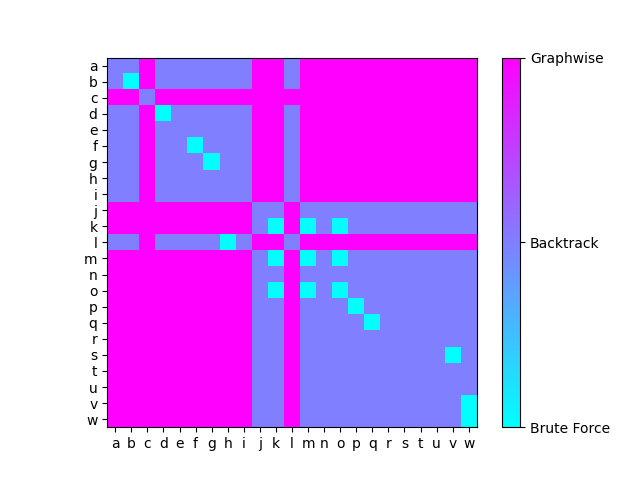 a
b
c
d
e
f
g
h
i
j
k
l
m
n
o
p
q
r
s
t
u
v
w
a b c d e f g h i j k l m n o p q r s t u v w
Graphwise
Backtrack
Brute Force